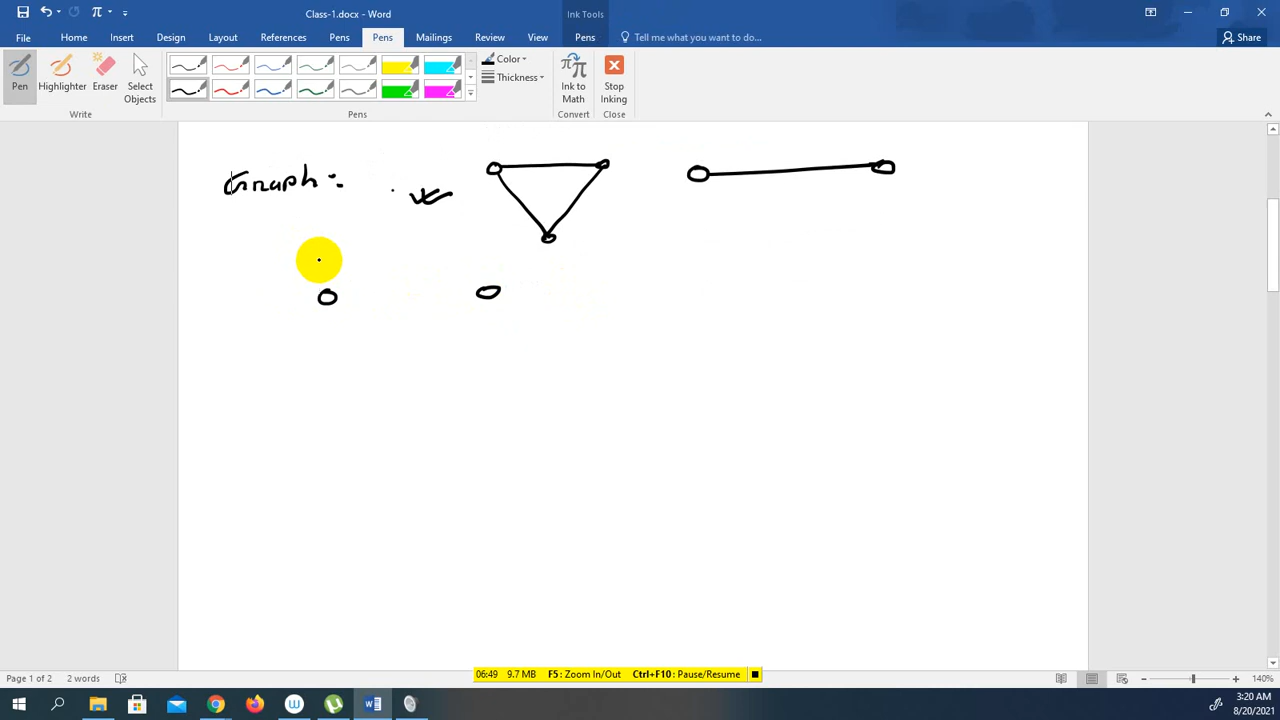 Class-1.docx - Word
Ink Tools
File Home Insert Design Layout References Pens Pens Mailings Review View Pens Tell me what you want to do... Share
Pen
Highlighter
Eraser
Select Objects
Color
Thickness
Ink to Math
Stop Inking
Write
Pens
Convert
Close
Graph :-
06:49 9.7 MB F5 : Zoom In/Out Ctrl+F10 : Pause/Resume
Page 1 of 2 2 words
140%
3:20 AM
8/20/2021